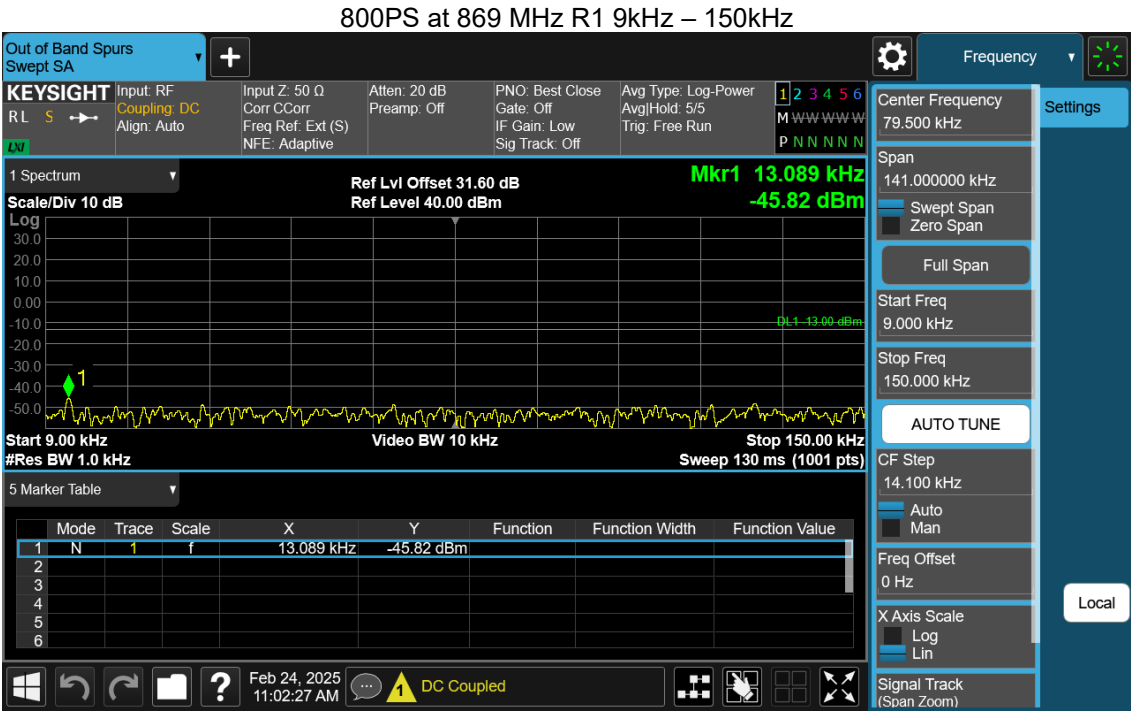 800PS at 869 MHz R1 9kHz – 150kHz
Out of Band Spurs
Swept SA
+
Frequency
KEYSIGHT
RL S
LXI
Input: RF
Coupling: DC
Align: Auto
Input Z: 50 Ω
Corr CCorr
Freq Ref: Ext (S)
NFE: Adaptive
Atten: 20 dB
Preamp: Off
PNO: Best Close
Gate: Off
IF Gain: Low
Sig Track: Off
Avg Type: Log-Power
Avg|Hold: 5/5
Trig: Free Run
1 2 3 4 5 6
M W W W W W
P N N N N N
1 Spectrum
Scale/Div 10 dB
Ref Lvl Offset 31.60 dB
Ref Level 40.00 dBm
Mkr1 13.089 kHz
-45.82 dBm
Log
30.0
20.0
10.0
0.00
-10.0
-20.0
-30.0
-40.0
-50.0
DL1 -13.00 dBm
1
Start 9.00 kHz
#Res BW 1.0 kHz
Video BW 10 kHz
Stop 150.00 kHz
Sweep 130 ms (1001 pts)
5 Marker Table
Mode Trace Scale X Y Function Function Width Function Value
1 N 1 f 13.089 kHz -45.82 dBm
2
3
4
5
6
?
Feb 24, 2025
11:02:27 AM
1
DC Coupled
Center Frequency
79.500 kHz
Span
141.000000 kHz
Swept Span
Zero Span
Full Span
Start Freq
9.000 kHz
Stop Freq
150.000 kHz
AUTO TUNE
CF Step
14.100 kHz
Auto
Man
Freq Offset
0 Hz
X Axis Scale
Log
Lin
Signal Track
(Span Zoom)
Settings
Local